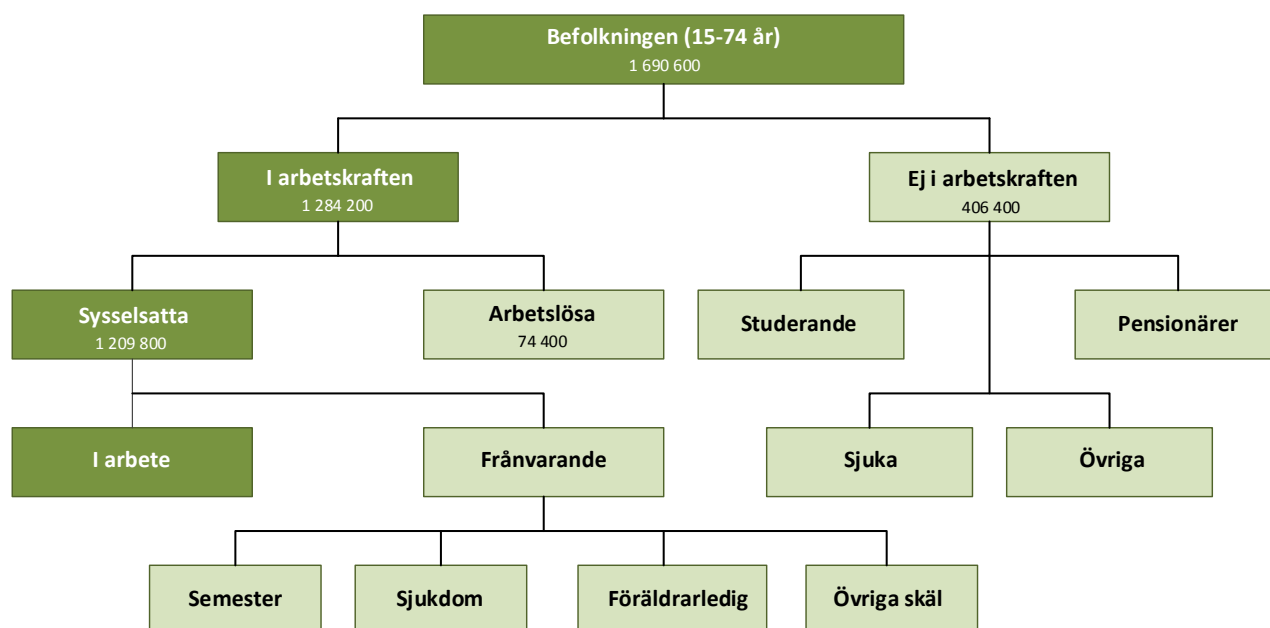 Befolkningen (15-74 år)
1 690 600
I arbetskraften
1 284 200
Ej i arbetskraften
406 400
Sysselsatta
1 209 800
Arbetslösa
74 400
Studerande
Pensionärer
I arbete
Frånvarande
Sjuka
Övriga
Semester
Sjukdom
Föräldrarledig
Övriga skäl